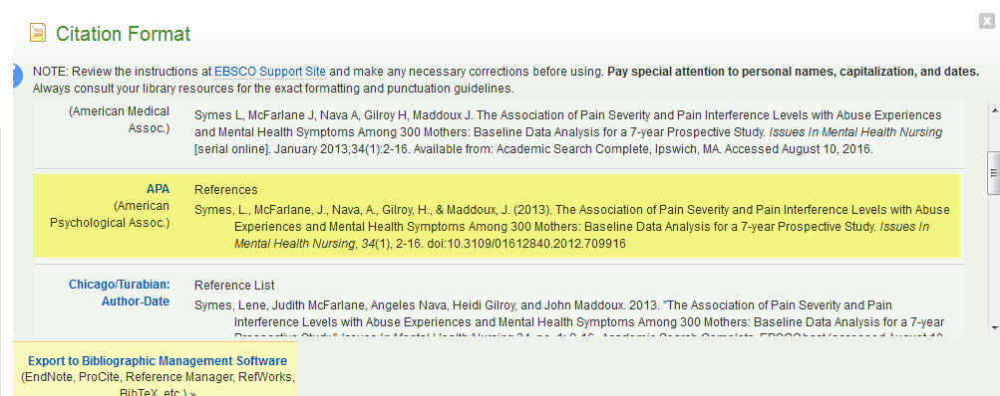 Citation Format
NOTE: Review the instructions at EBSCO Support Site and make any necessary corrections before using. Pay special attention to personal names, capitalization, and dates.
Always consult your library resources for the exact formatting and punctuation guidelines.
(American Medical
Assoc.)
Symes L, McFarlane J, Nava A, Gilroy H, Maddoux J. The Association of Pain Severity and Pain Interference Levels with Abuse Experiences
and Mental Health Symptoms Among 300 Mothers: Baseline Data Analysis for a 7-year Prospective Study. Issues In Mental Health Nursing
[serial online]. January 2013;34(1):2-16. Available from: Academic Search Complete, Ipswich, MA. Accessed August 10, 2016.
APA
(American
Psychological Assoc.)
References
Symes, L., McFarlane, J., Nava, A., Gilroy, H., & Maddoux, J. (2013). The Association of Pain Severity and Pain Interference Levels with Abuse
Experiences and Mental Health Symptoms Among 300 Mothers: Baseline Data Analysis for a 7-year Prospective Study. Issues In
Mental Health Nursing, 34(1), 2-16. doi:10.3109/01612840.2012.709916
Chicago/Turabian:
Author-Date
Reference List
Symes, Lene, Judith McFarlane, Angeles Nava, Heidi Gilroy, and John Maddoux. 2013. "The Association of Pain Severity and Pain
Interference Levels with Abuse Experiences and Mental Health Symptoms Among 300 Mothers: Baseline Data Analysis for a 7-year
Export to Bibliographic Management Software
(EndNote, ProCite, Reference Manager, RefWorks,
BibTeX, etc.) »